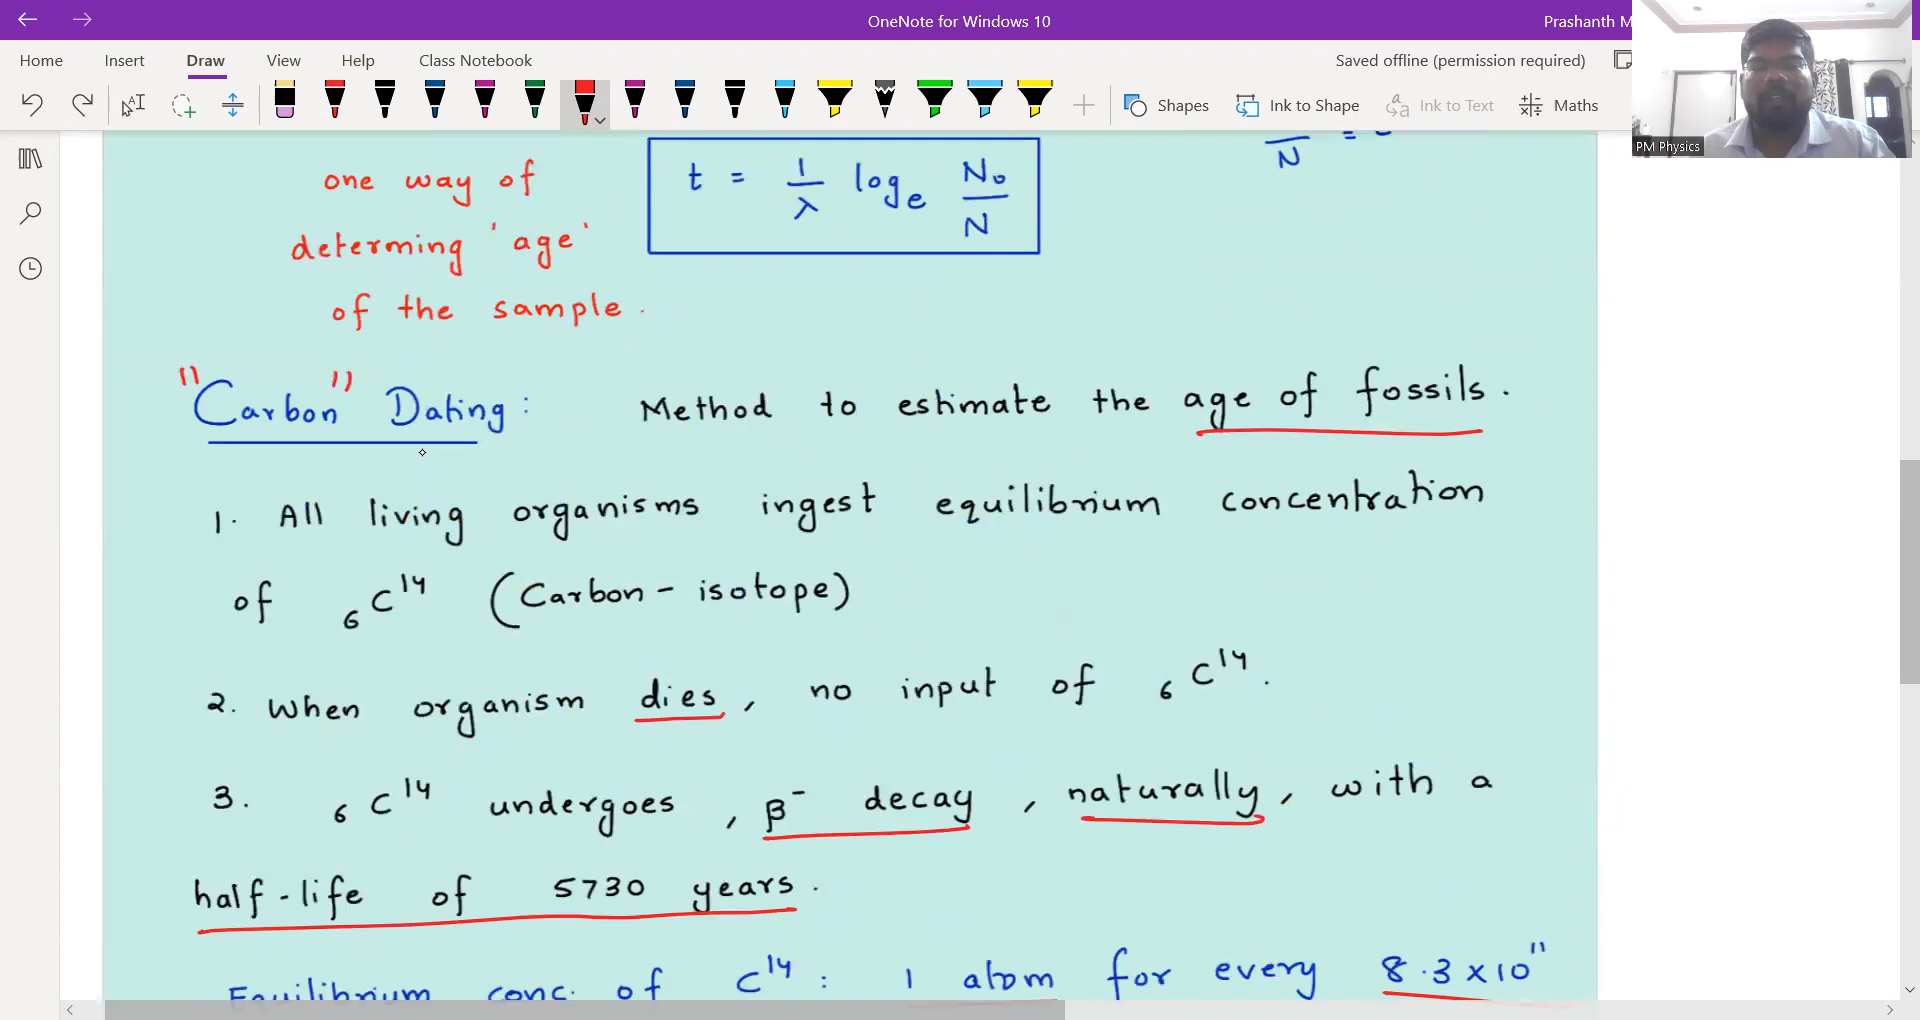 OneNote for Windows 10
Prashanth M
Home Insert Draw View Help Class Notebook
Saved offline (permission required)
Shapes Ink to Shape Ink to Text Maths
PM Physics
N =
one way of
determing 'age'
of the sample.
t = 1/λ logₑ N₀/N
"Carbon" Dating: Method to estimate the age of fossils.
1. All living organisms ingest equilibrium concentration
of ₆C¹⁴ (Carbon - isotope)
2. When organism dies, no input of ₆C¹⁴.
3. ₆C¹⁴ undergoes, β⁻ decay, naturally, with a
half-life of 5730 years.
Equilibrium conc. of C¹⁴: 1 atom for every 8.3 x 10¹¹